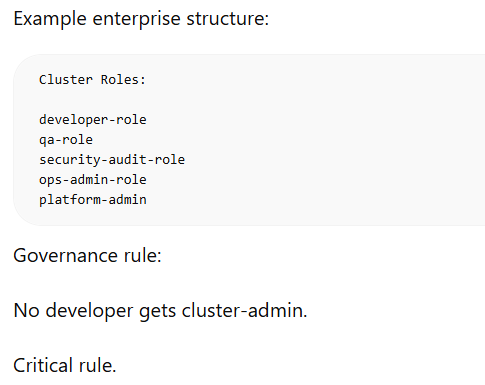 Example enterprise structure:
Cluster Roles:
developer-role
qa-role
security-audit-role
ops-admin-role
platform-admin
Governance rule:
No developer gets cluster-admin.
Critical rule.